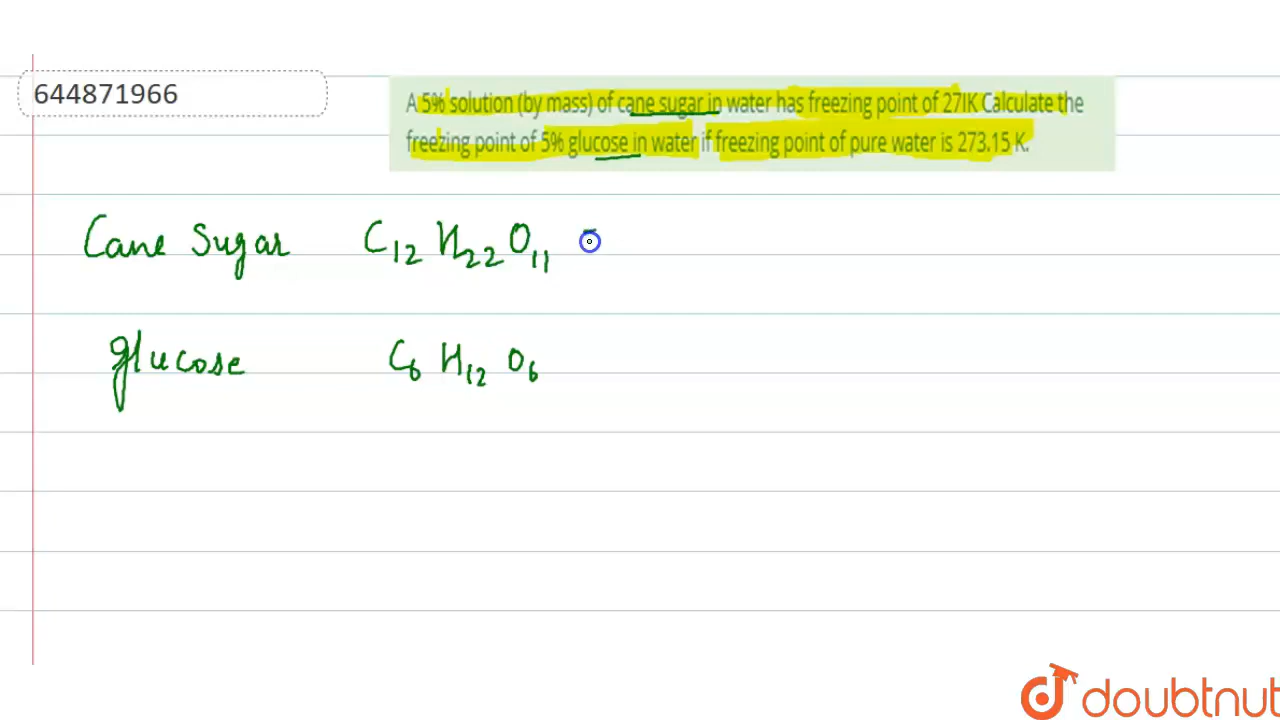 644871966
A 5% solution (by mass) of cane sugar in water has freezing point of 27IK Calculate the
freezing point of 5% glucose in water if freezing point of pure water is 273.15 K.
Cane Sugar C12 H22 O11
glucose C6 H12 O6
doubtnut